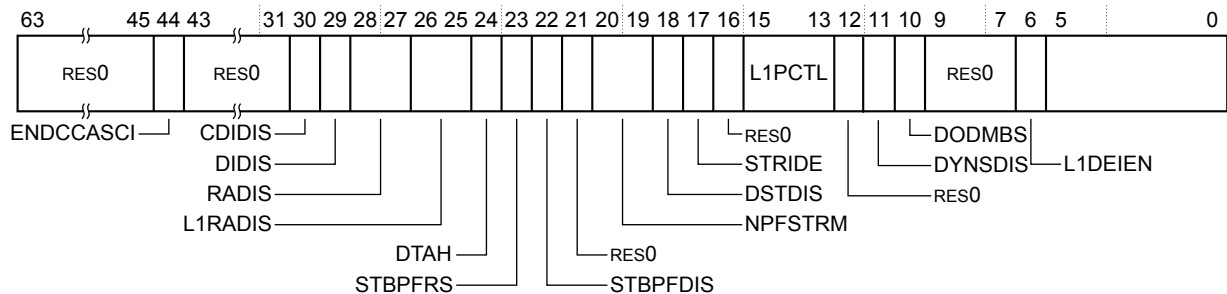 63 45 44 43 31 30 29 28 27 26 25 24 23 22 21 20 19 18 17 16 15 13 12 11 10 9 7 6 5 0
RES0 RES0 L1PCTL RES0
ENDCCASCI CDIDIS RES0 DODMBS
DIDIS STRIDE DYNSDIS L1DEIEN
RADIS DSTDIS RES0
L1RADIS NPFSTRM
DTAH RES0
STBPFRS STBPFDIS